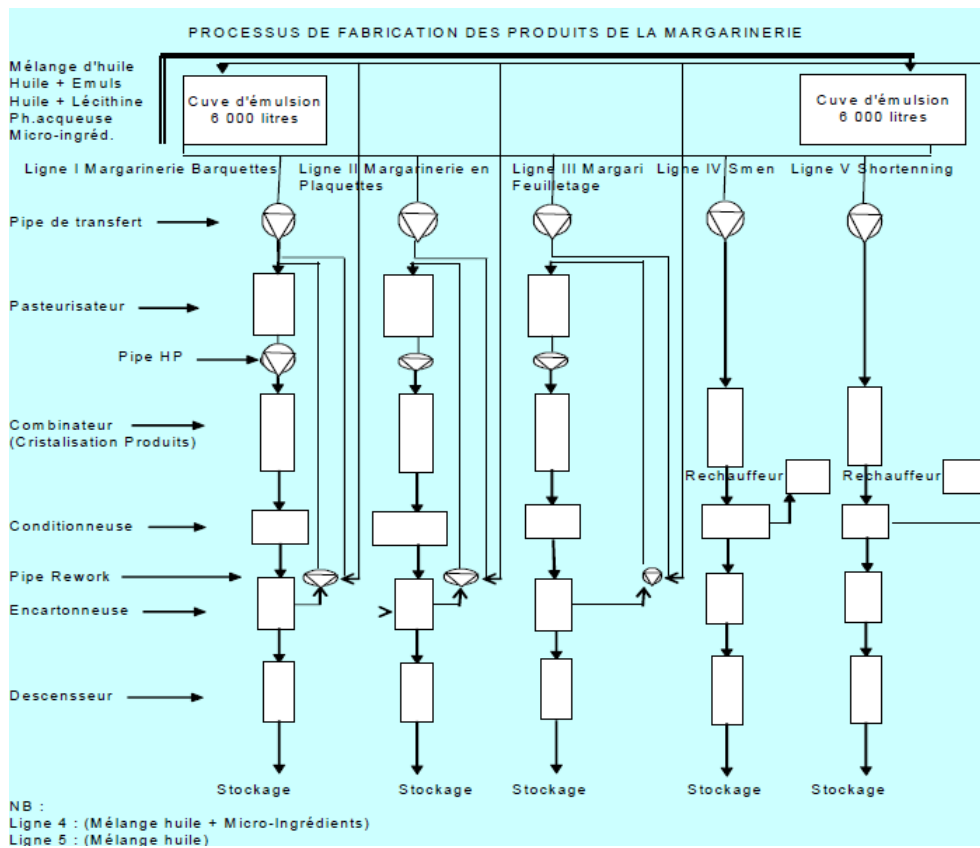 PROCESSUS DE FABRICATION DES PRODUITS DE LA MARGARINERIE
Mélange d'huile
Huile + Emuls
Huile + Lécithine
Ph.acqueuse
Micro-ingréd.
Cuve d'émulsion
6 000 litres
Cuve d'émulsion
6 000 litres
Ligne I Margarinerie Barquettes
Ligne II Margarinerie en
Plaquettes
Ligne III Margari
Feuilletage
Ligne IV Smen
Ligne V Shortenning
Pipe de transfert
Pasteurisateur
Pipe HP
Combinateur
(Cristalisation Produits)
Rechauffeur
Rechauffeur
Conditionneuse
Pipe Rework
Encartonneuse
Descensseur
Stockage
Stockage
Stockage
Stockage
Stockage
NB :
Ligne 4 : (Mélange huile + Micro-Ingrédients)
Ligne 5 : (Mélange huile)